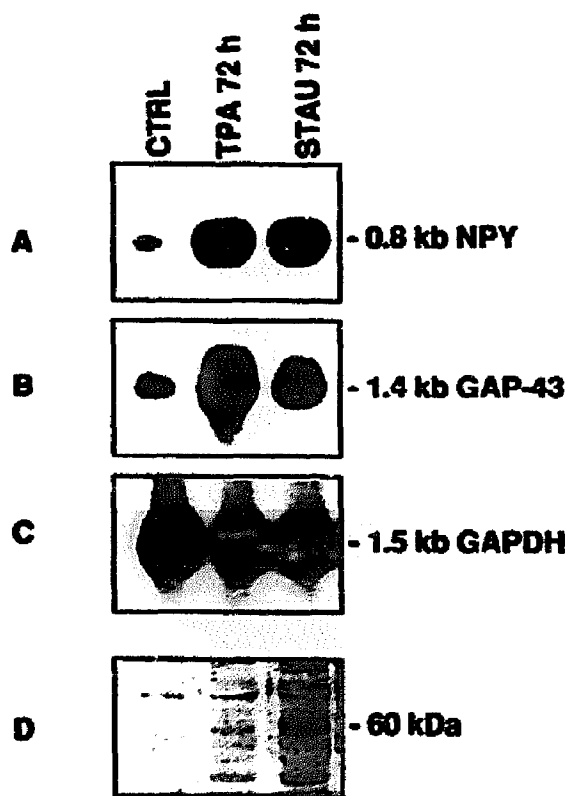 CTRL
TPA 72 h
STAU 72 h
A
- 0.8 kb NPY
B
- 1.4 kb GAP-43
C
- 1.5 kb GAPDH
D
- 60 kDa